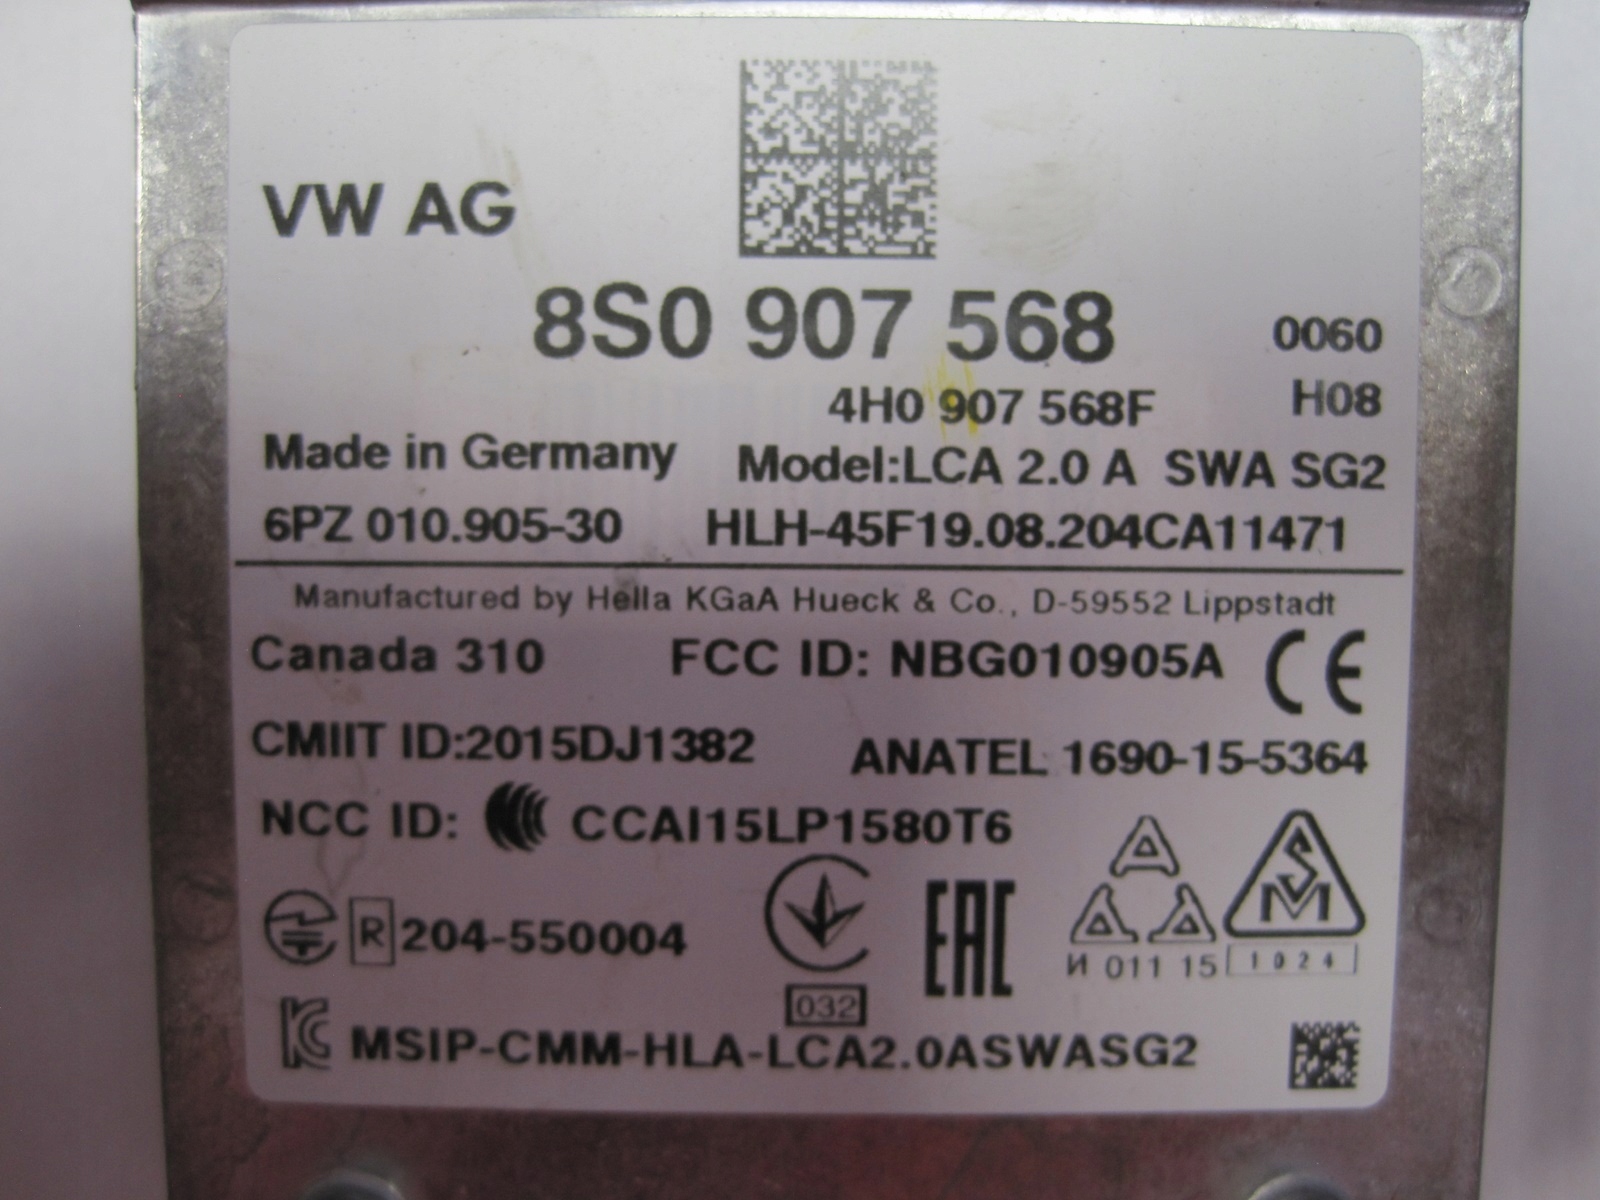 VW AG
8S0 907 568 0060
4H0 907 568F H08
Made in Germany Model:LCA 2.0 A SWA SG2
6PZ 010.905-30 HLH-45F19.08.204CA11471
Manufactured by Hella KGaA Hueck & Co., D-59552 Lippstadt
Canada 310 FCC ID: NBG010905A CE
CMIIT ID:2015DJ1382 ANATEL 1690-15-5364
NCC ID: CCAI15LP1580T6
R 204-550004 EAC A A A SM
И 011 15 1024
032
KC MSIP-CMM-HLA-LCA2.0ASWASG2